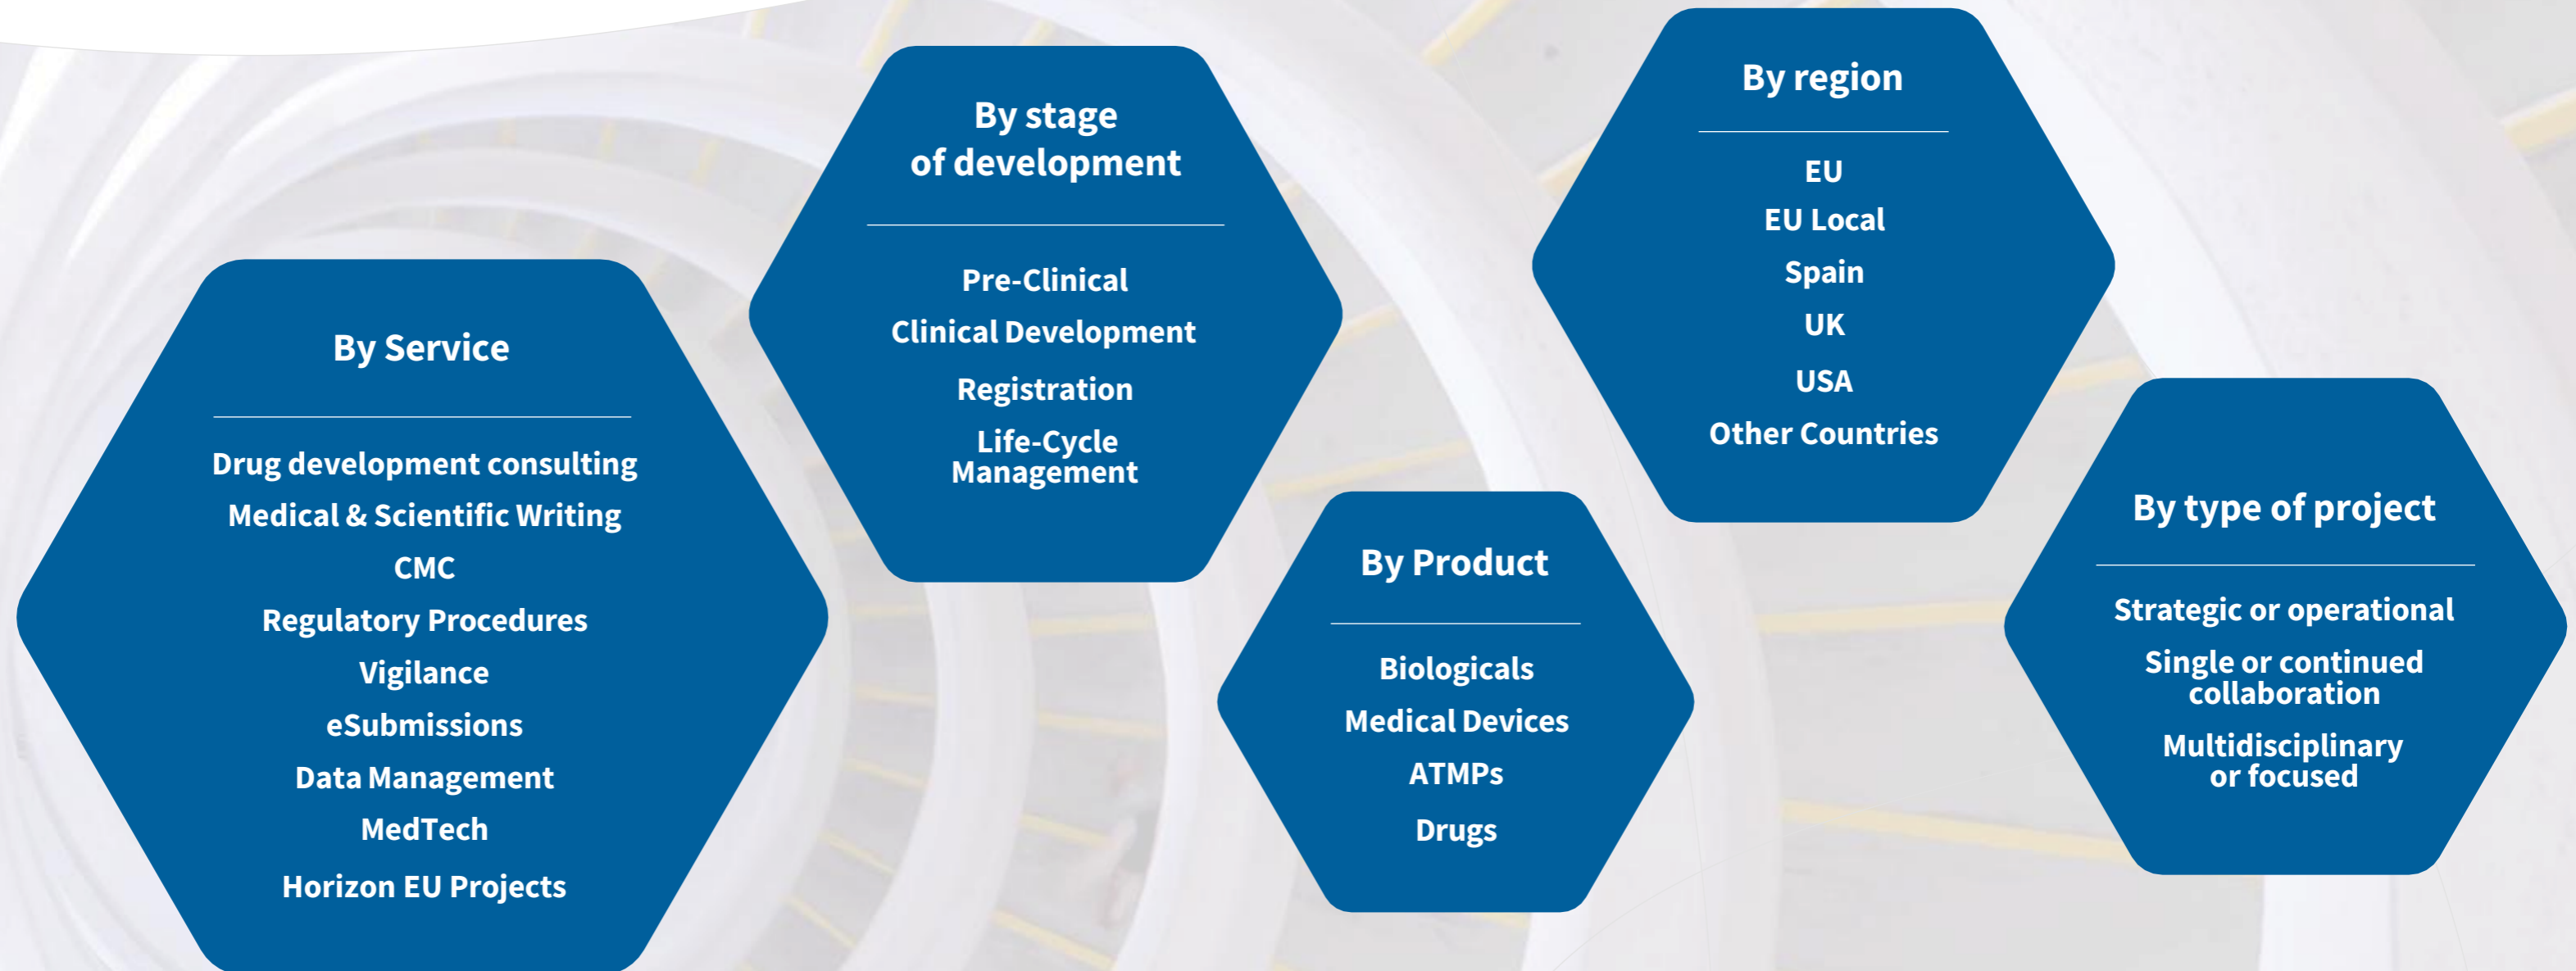 By Service
Drug development consulting
Medical & Scientific Writing
CMC
Regulatory Procedures
Vigilance
eSubmissions
Data Management
MedTech
Horizon EU Projects
By stage
of development
Pre-Clinical
Clinical Development
Registration
Life-Cycle
Management
By Product
Biologicals
Medical Devices
ATMPs
Drugs
By region
EU
EU Local
Spain
UK
USA
Other Countries
By type of project
Strategic or operational
Single or continued
collaboration
Multidisciplinary
or focused